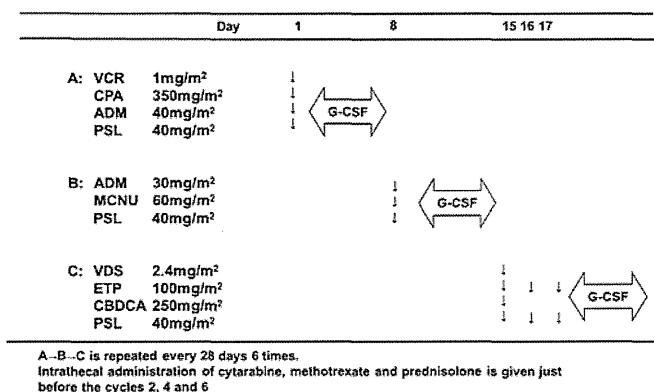 Day 1 8 15 16 17
A: VCR 1mg/m²
CPA 350mg/m²
ADM 40mg/m²
PSL 40mg/m²
G-CSF
B: ADM 30mg/m²
MCNU 60mg/m²
PSL 40mg/m²
G-CSF
C: VDS 2.4mg/m²
ETP 100mg/m²
CBDCA 250mg/m²
PSL 40mg/m²
G-CSF
A→B→C is repeated every 28 days 6 times.
Intrathecal administration of cytarabine, methotrexate and prednisolone is given just
before the cycles 2, 4 and 6